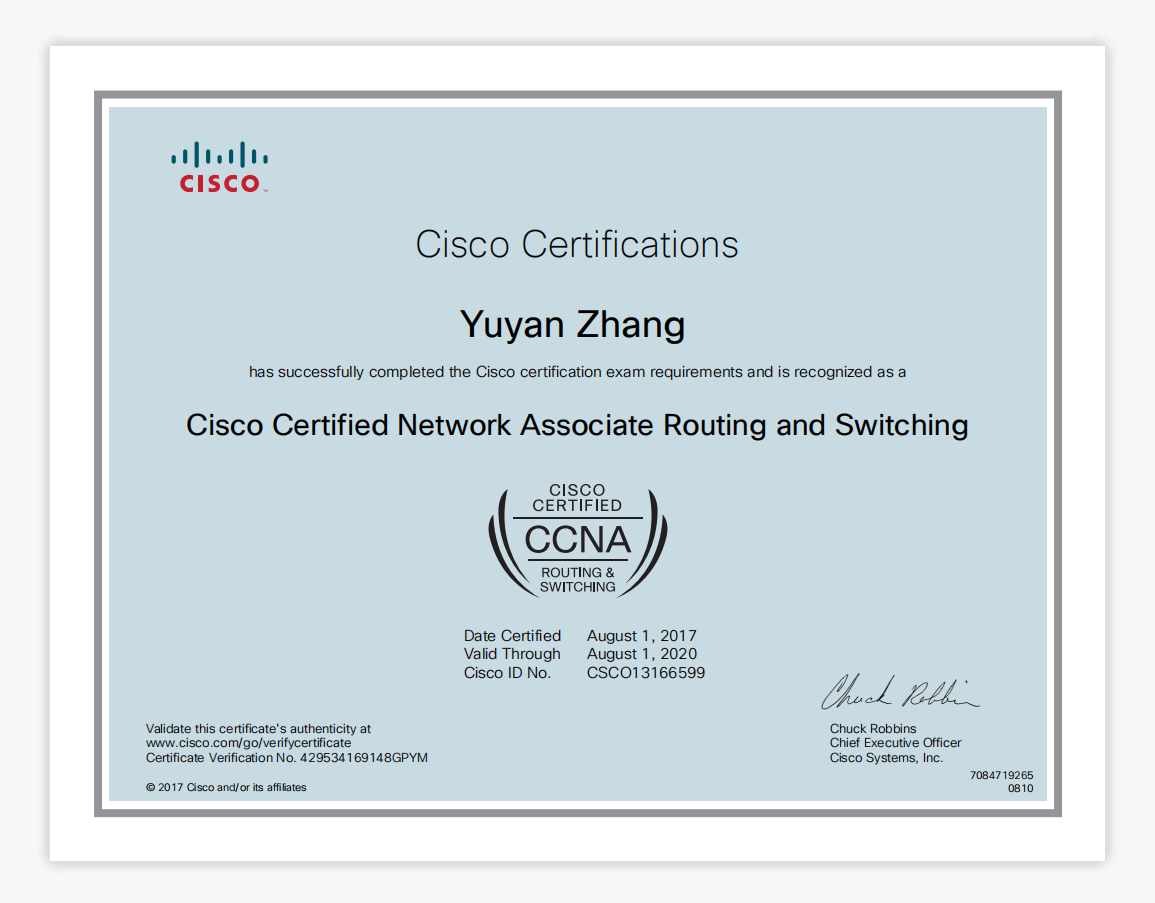 CISCO
Cisco Certifications
Yuyan Zhang
has successfully completed the Cisco certification exam requirements and is recognized as a
Cisco Certified Network Associate Routing and Switching
CISCO
CERTIFIED
CCNA
ROUTING &
SWITCHING
Date Certified August 1, 2017
Valid Through August 1, 2020
Cisco ID No. CSCO13166599
Chuck Robbins
Validate this certificate's authenticity at
www.cisco.com/go/verifycertificate
Certificate Verification No. 429534169148GPYM
© 2017 Cisco and/or its affiliates
Chuck Robbins
Chief Executive Officer
Cisco Systems, Inc.
7084719265
0810